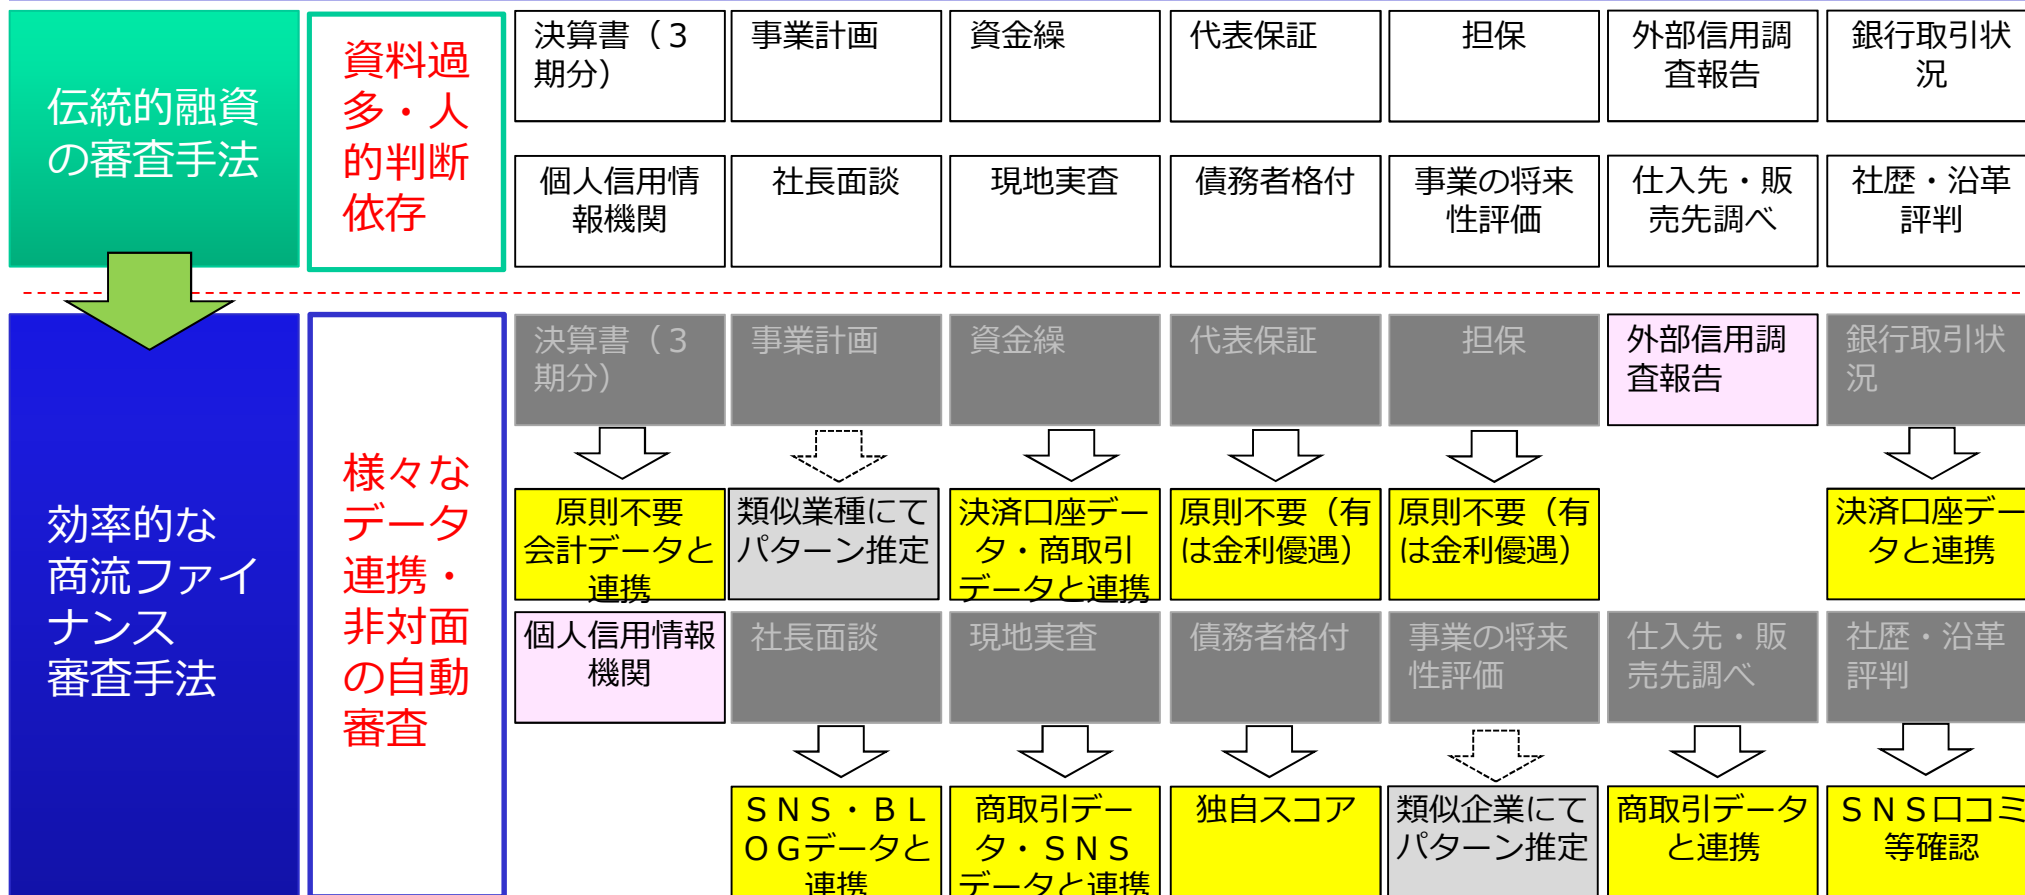 伝統的融資
の審査手法
資料過
多・人
的判断
依存
決算書（３
期分）
事業計画
資金繰
代表保証
担保
外部信用調
査報告
銀行取引状
況
個人信用情
報機関
社長面談
現地実査
債務者格付
事業の将来
性評価
仕入先・販
売先調べ
社歴・沿革
評判
効率的な
商流ファイ
ナンス
審査手法
様々な
データ
連携・
非対面
の自動
審査
決算書（３
期分）
事業計画
資金繰
代表保証
担保
外部信用調
査報告
銀行取引状
況
原則不要
会計データと
連携
類似業種にて
パターン推定
決済口座デー
タ・商取引
データと連携
原則不要（有
は金利優遇）
原則不要（有
は金利優遇）
決済口座デー
タと連携
個人信用情報
機関
社長面談
現地実査
債務者格付
事業の将来
性評価
仕入先・販
売先調べ
社歴・沿革
評判
ＳＮＳ・ＢＬ
ＯＧデータと
連携
商取引デー
タ・ＳＮＳ
データと連携
独自スコア
類似企業にて
パターン推定
商取引データ
と連携
ＳＮＳ口コミ
等確認